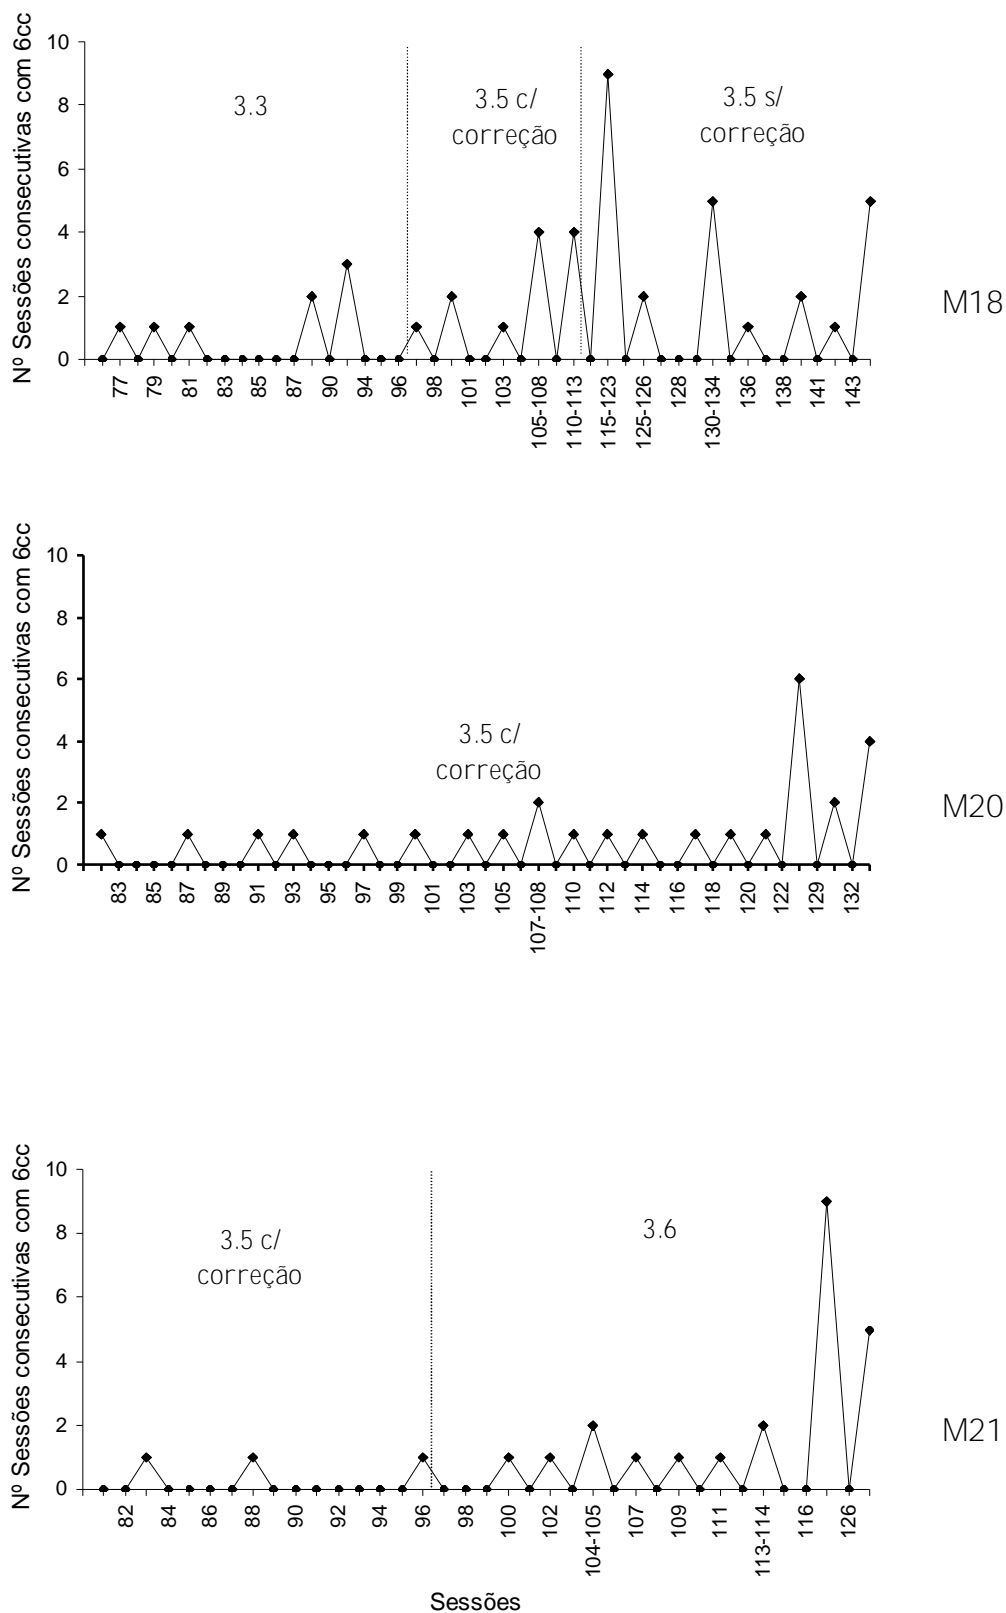 Nº Sessões consecutivas com 6cc
10
8
6
4
2
0
3.3
3.5 c/
correção
3.5 s/
correção
77 79 81 83 85 87 90 94 96 98 101 103 105-108 110-113 115-123 125-126 128 130-134 136 138 141 143
M18
Nº Sessões consecutivas com 6cc
10
8
6
4
2
0
3.5 c/
correção
83 85 87 89 91 93 95 97 99 101 103 105 107-108 110 112 114 116 118 120 122 129 132
M20
Nº Sessões consecutivas com 6cc
10
8
6
4
2
0
3.5 c/
correção
3.6
82 84 86 88 90 92 94 96 98 100 102 104-105 107 109 111 113-114 116 126
M21
Sessões